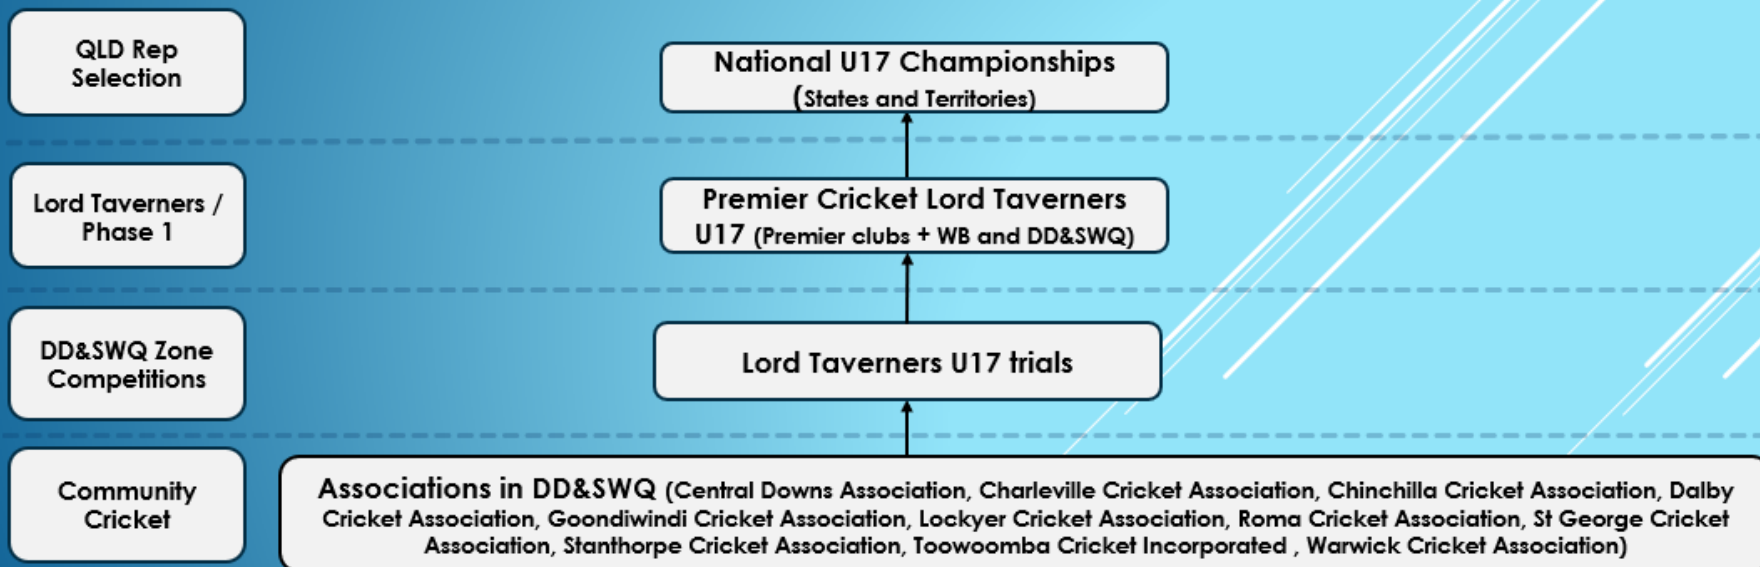 QLD Rep
Selection
National U17 Championships
(States and Territories)
Lord Taverners /
Phase 1
Premier Cricket Lord Taverners
U17 (Premier clubs + WB and DD&SWQ)
DD&SWQ Zone
Competitions
Lord Taverners U17 trials
Community
Cricket
Associations in DD&SWQ (Central Downs Association, Charleville Cricket Association, Chinchilla Cricket Association, Dalby
Cricket Association, Goondiwindi Cricket Association, Lockyer Cricket Association, Roma Cricket Association, St George Cricket
Association, Stanthorpe Cricket Association, Toowoomba Cricket Incorporated , Warwick Cricket Association)